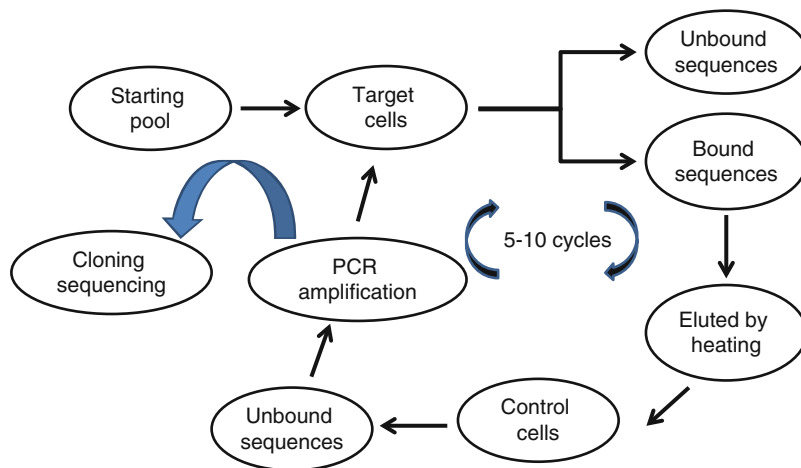 Starting
pool
Target
cells
Unbound
sequences
Bound
sequences
5-10 cycles
Cloning
sequencing
PCR
amplification
Eluted by
heating
Control
cells
Unbound
sequences